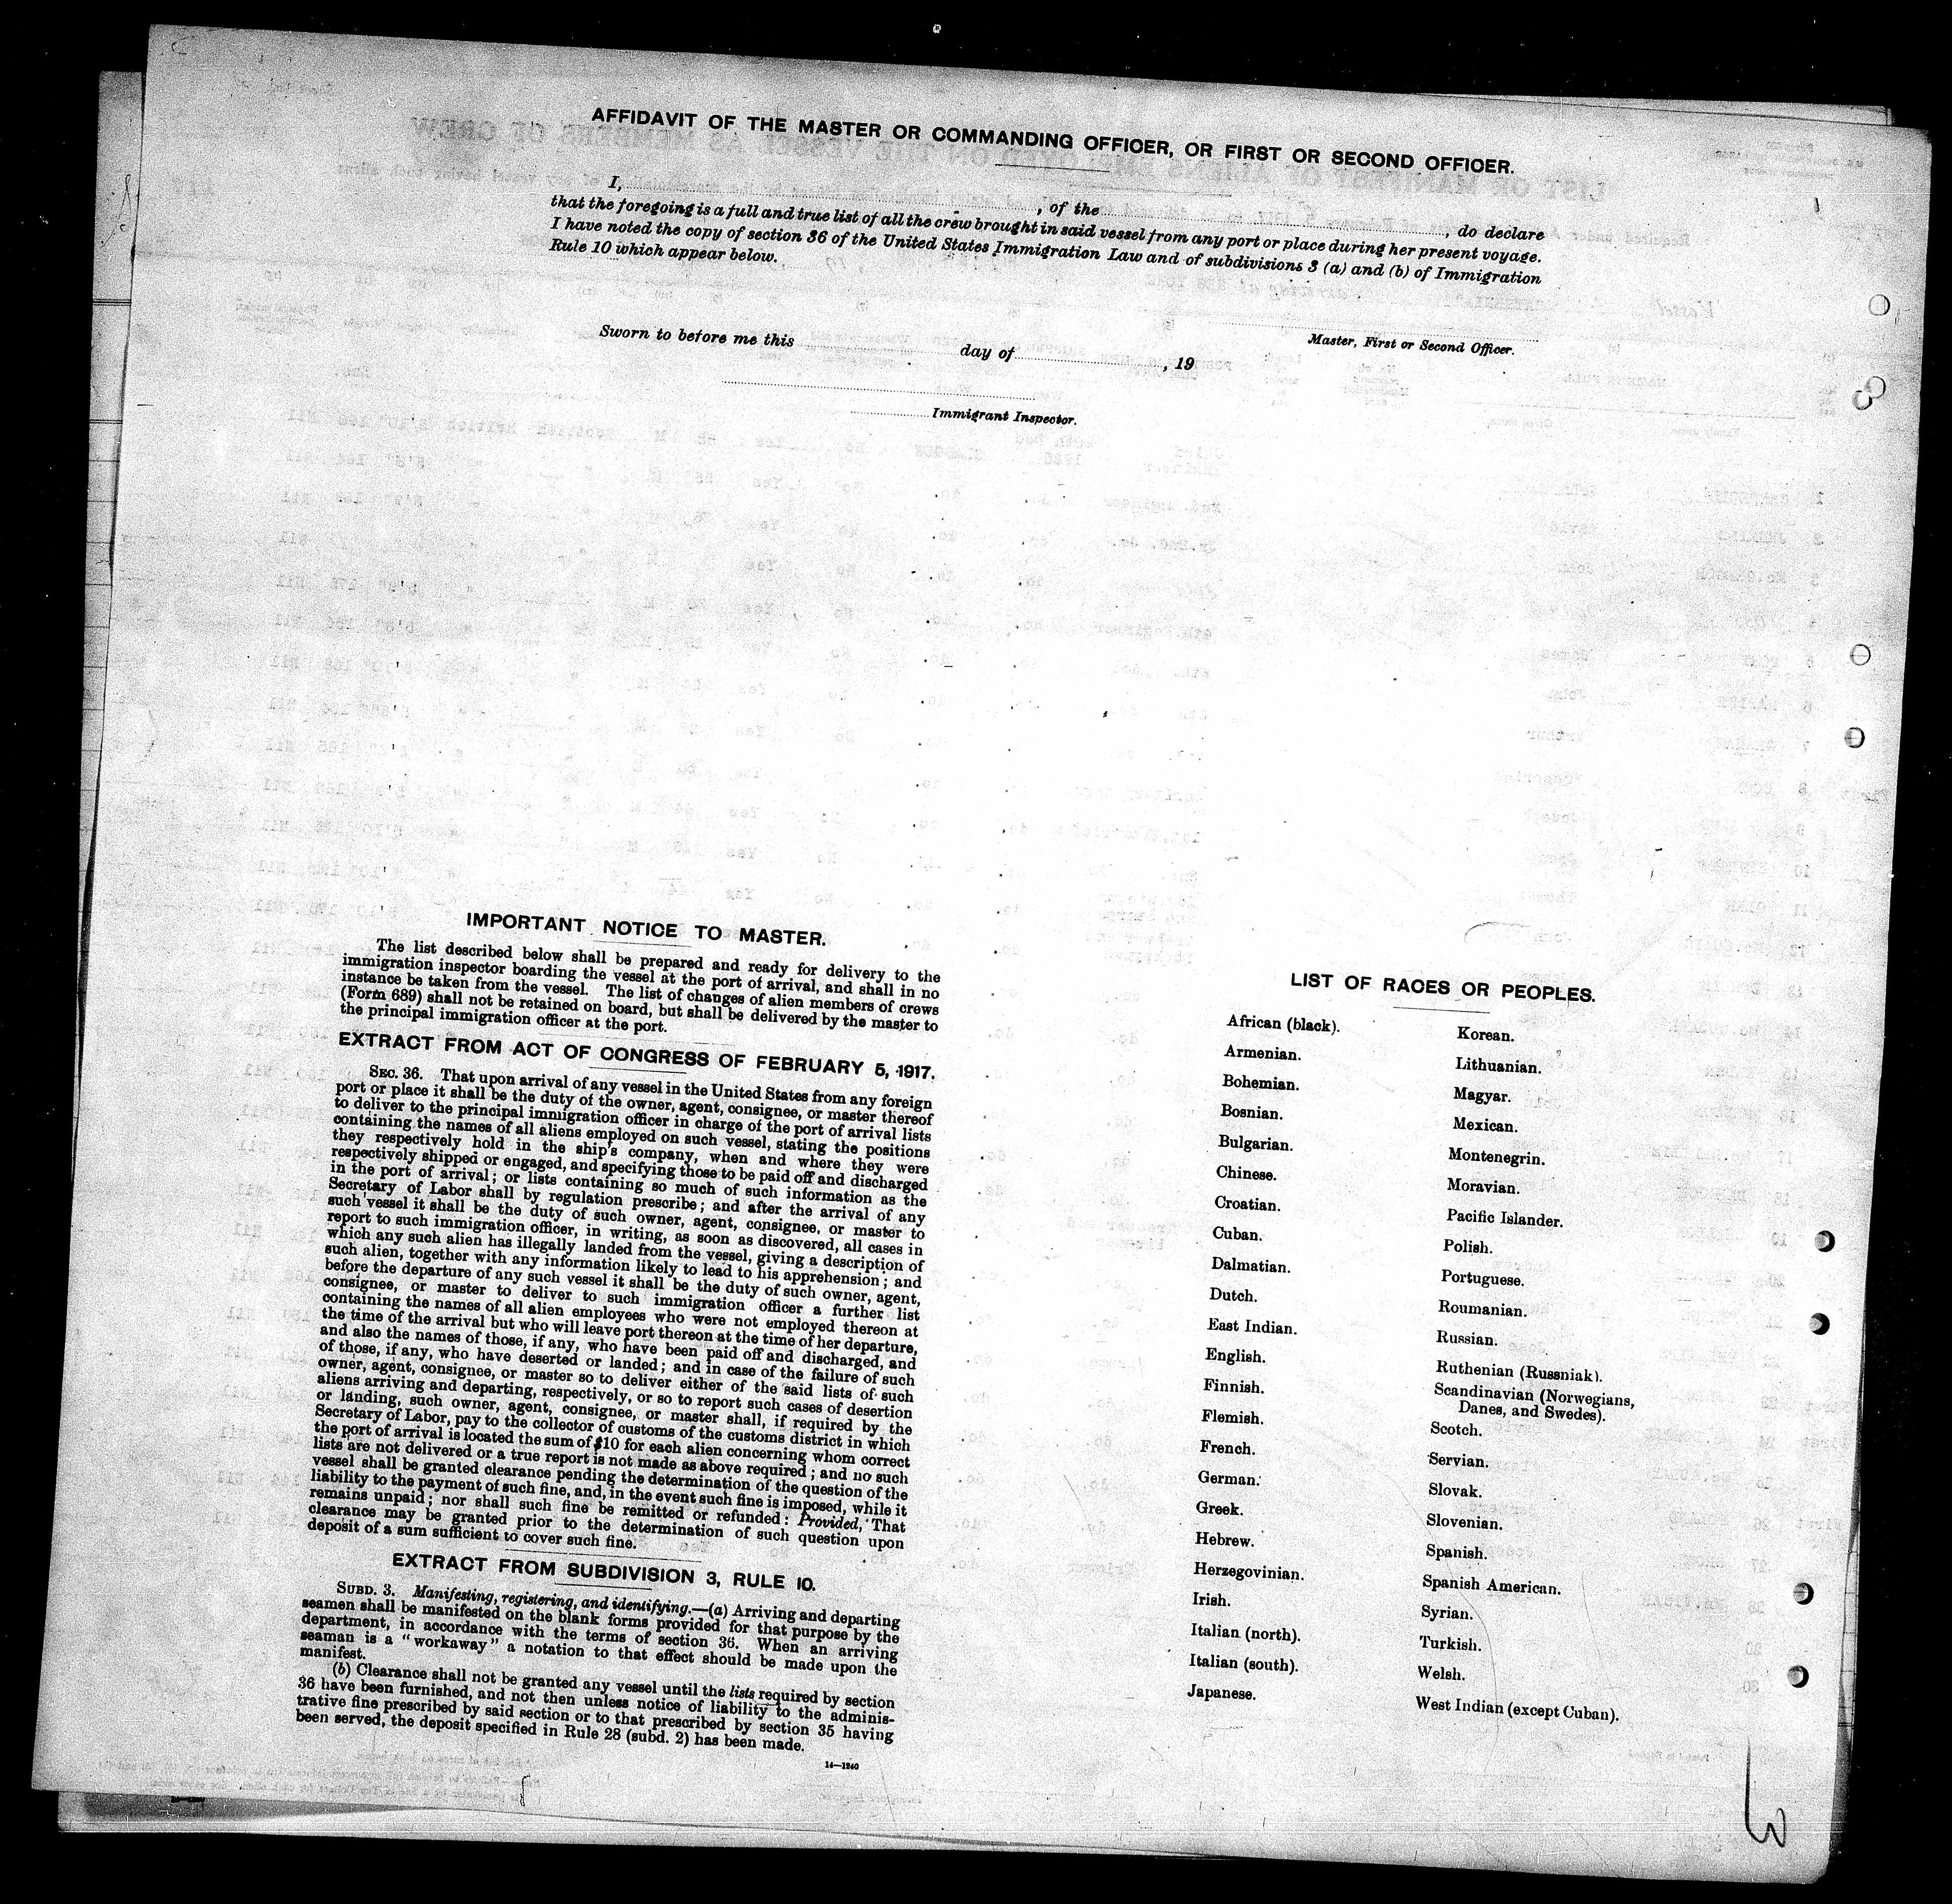 AFFIDAVIT OF THE MASTER OR COMMANDING OFFICER, OR FIRST OR SECOND OFFICER.
I, , of the , do declare
that the foregoing is a full and true list of all the crew brought in said vessel from any port or place during her present voyage.
I have noted the copy of section 36 of the United States Immigration Law and of subdivisions 3 (a) and (b) of Immigration
Rule 10 which appear below.
Master, First or Second Officer.
Sworn to before me this day of , 19
Immigrant Inspector.
IMPORTANT NOTICE TO MASTER.
The list described below shall be prepared and ready for delivery to the
immigration inspector boarding the vessel at the port of arrival, and shall in no
instance be taken from the vessel. The list of changes of alien members of crews
(Form 689) shall not be retained on board, but shall be delivered by the master to
the principal immigration officer at the port.
EXTRACT FROM ACT OF CONGRESS OF FEBRUARY 5, 1917.
SEC. 36. That upon arrival of any vessel in the United States from any foreign
port or place it shall be the duty of the owner, agent, consignee, or master thereof
to deliver to the principal immigration officer in charge of the port of arrival lists
containing the names of all aliens employed on such vessel, stating the positions
they respectively hold in the ship's company, when and where they were
respectively shipped or engaged, and specifying those to be paid off and discharged
in the port of arrival; or lists containing so much of such information as the
Secretary of Labor shall by regulation prescribe; and after the arrival of any
such vessel it shall be the duty of such owner, agent, consignee, or master to
report to such immigration officer, in writing, as soon as discovered, all cases in
which any such alien has illegally landed from the vessel, giving a description of
such alien, together with any information likely to lead to his apprehension; and
before the departure of any such vessel it shall be the duty of such owner, agent,
consignee, or master to deliver to such immigration officer a further list
containing the names of all alien employees who were not employed thereon at
the time of the arrival but who will leave port thereon at the time of her departure,
and also the names of those, if any, who have been paid off and discharged, and
of those, if any, who have deserted or landed; and in case of the failure of such
owner, agent, consignee, or master so to deliver either of the said lists of such
aliens arriving and departing, respectively, or so to report such cases of desertion
or landing, such owner, agent, consignee, or master shall, if required by the
Secretary of Labor, pay to the collector of customs of the customs district in which
the port of arrival is located the sum of $10 for each alien concerning whom correct
lists are not delivered or a true report is not made as above required; and no such
vessel shall be granted clearance pending the determination of the question of the
liability to the payment of such fine, and, in the event such fine is imposed, while it
remains unpaid; nor shall such fine be remitted or refunded: Provided, That
clearance may be granted prior to the determination of such question upon
deposit of a sum sufficient to cover such fine.
EXTRACT FROM SUBDIVISION 3, RULE 10.
SUBD. 3. Manifesting, registering, and identifying.—(a) Arriving and departing
seamen shall be manifested on the blank forms provided for that purpose by the
department, in accordance with the terms of section 36. When an arriving
seaman is a "workaway" a notation to that effect should be made upon the
manifest.
(b) Clearance shall not be granted any vessel until the lists required by section
36 have been furnished, and not then unless notice of liability to the adminis-
trative fine prescribed by said section or to that prescribed by section 35 having
been served, the deposit specified in Rule 28 (subd. 2) has been made.
14—1240
LIST OF RACES OR PEOPLES.
African (black).
Armenian.
Bohemian.
Bosnian.
Bulgarian.
Chinese.
Croatian.
Cuban.
Dalmatian.
Dutch.
East Indian.
English.
Finnish.
Flemish.
French.
German.
Greek.
Hebrew.
Herzegovinian.
Irish.
Italian (north).
Italian (south).
Japanese.
Korean.
Lithuanian.
Magyar.
Mexican.
Montenegrin.
Moravian.
Pacific Islander.
Polish.
Portuguese.
Roumanian.
Russian.
Ruthenian (Russniak).
Scandinavian (Norwegians,
Danes, and Swedes).
Scotch.
Servian.
Slovak.
Slovenian.
Spanish.
Spanish American.
Syrian.
Turkish.
Welsh.
West Indian (except Cuban).